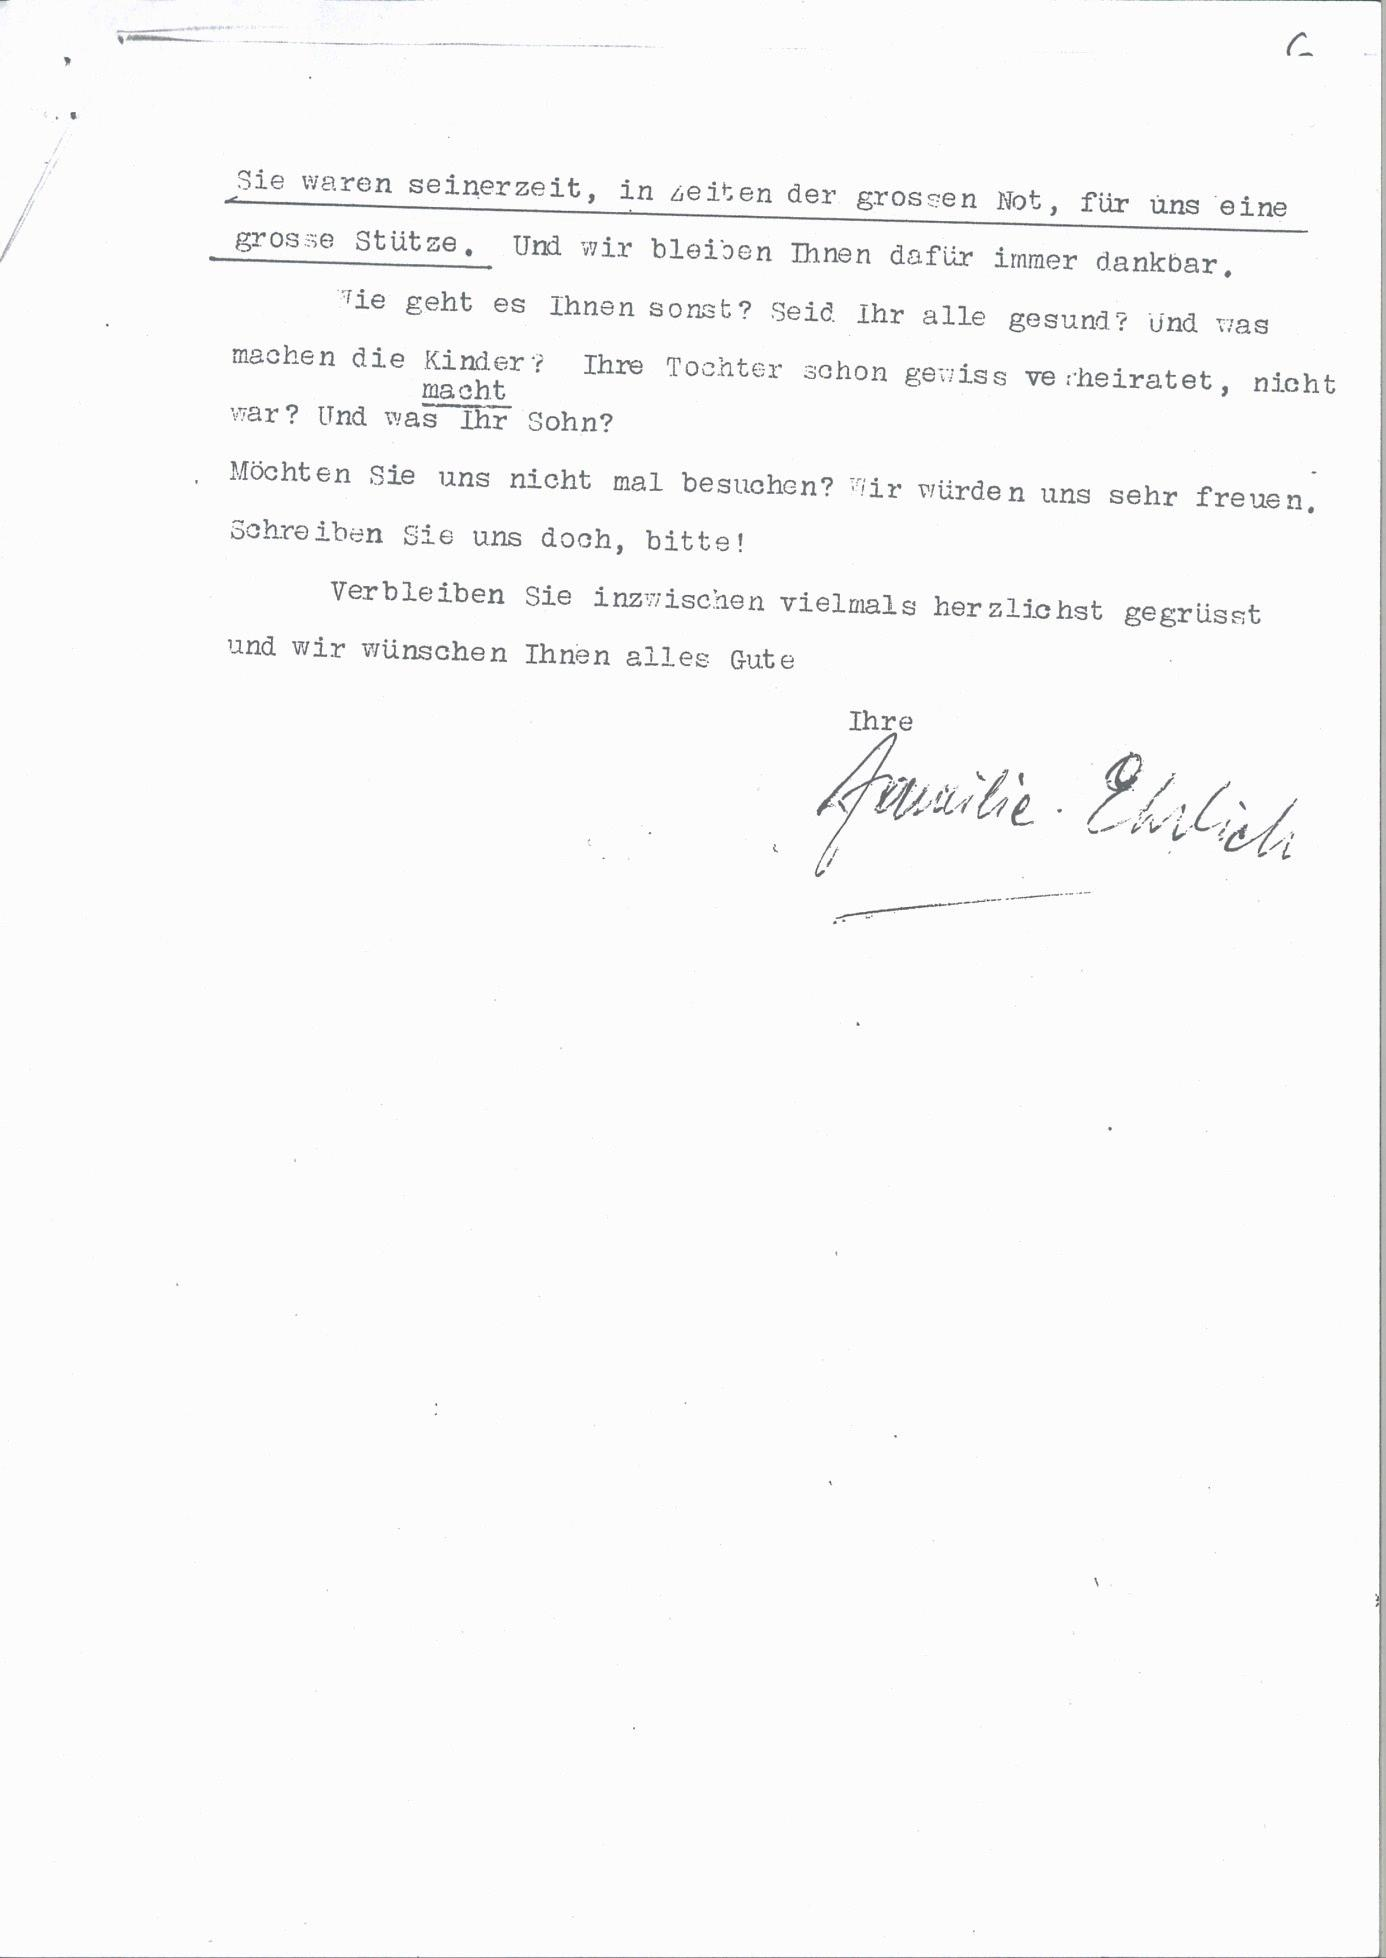 Sie waren seinerzeit, in Zeiten der grossen Not, für uns eine
grosse Stütze. Und wir bleiben Ihnen dafür immer dankbar.
Wie geht es Ihnen sonst? Seid Ihr alle gesund? Und was
machen die Kinder? Ihre Tochter schon gewiss verheiratet, nicht
macht
war? Und was Ihr Sohn?
Möchten Sie uns nicht mal besuchen? Wir würden uns sehr freuen.
Schreiben Sie uns doch, bitte!
Verbleiben Sie inzwischen vielmals herzlichst gegrüsst
und wir wünschen Ihnen alles Gute
Ihre
Familie Ehrlich